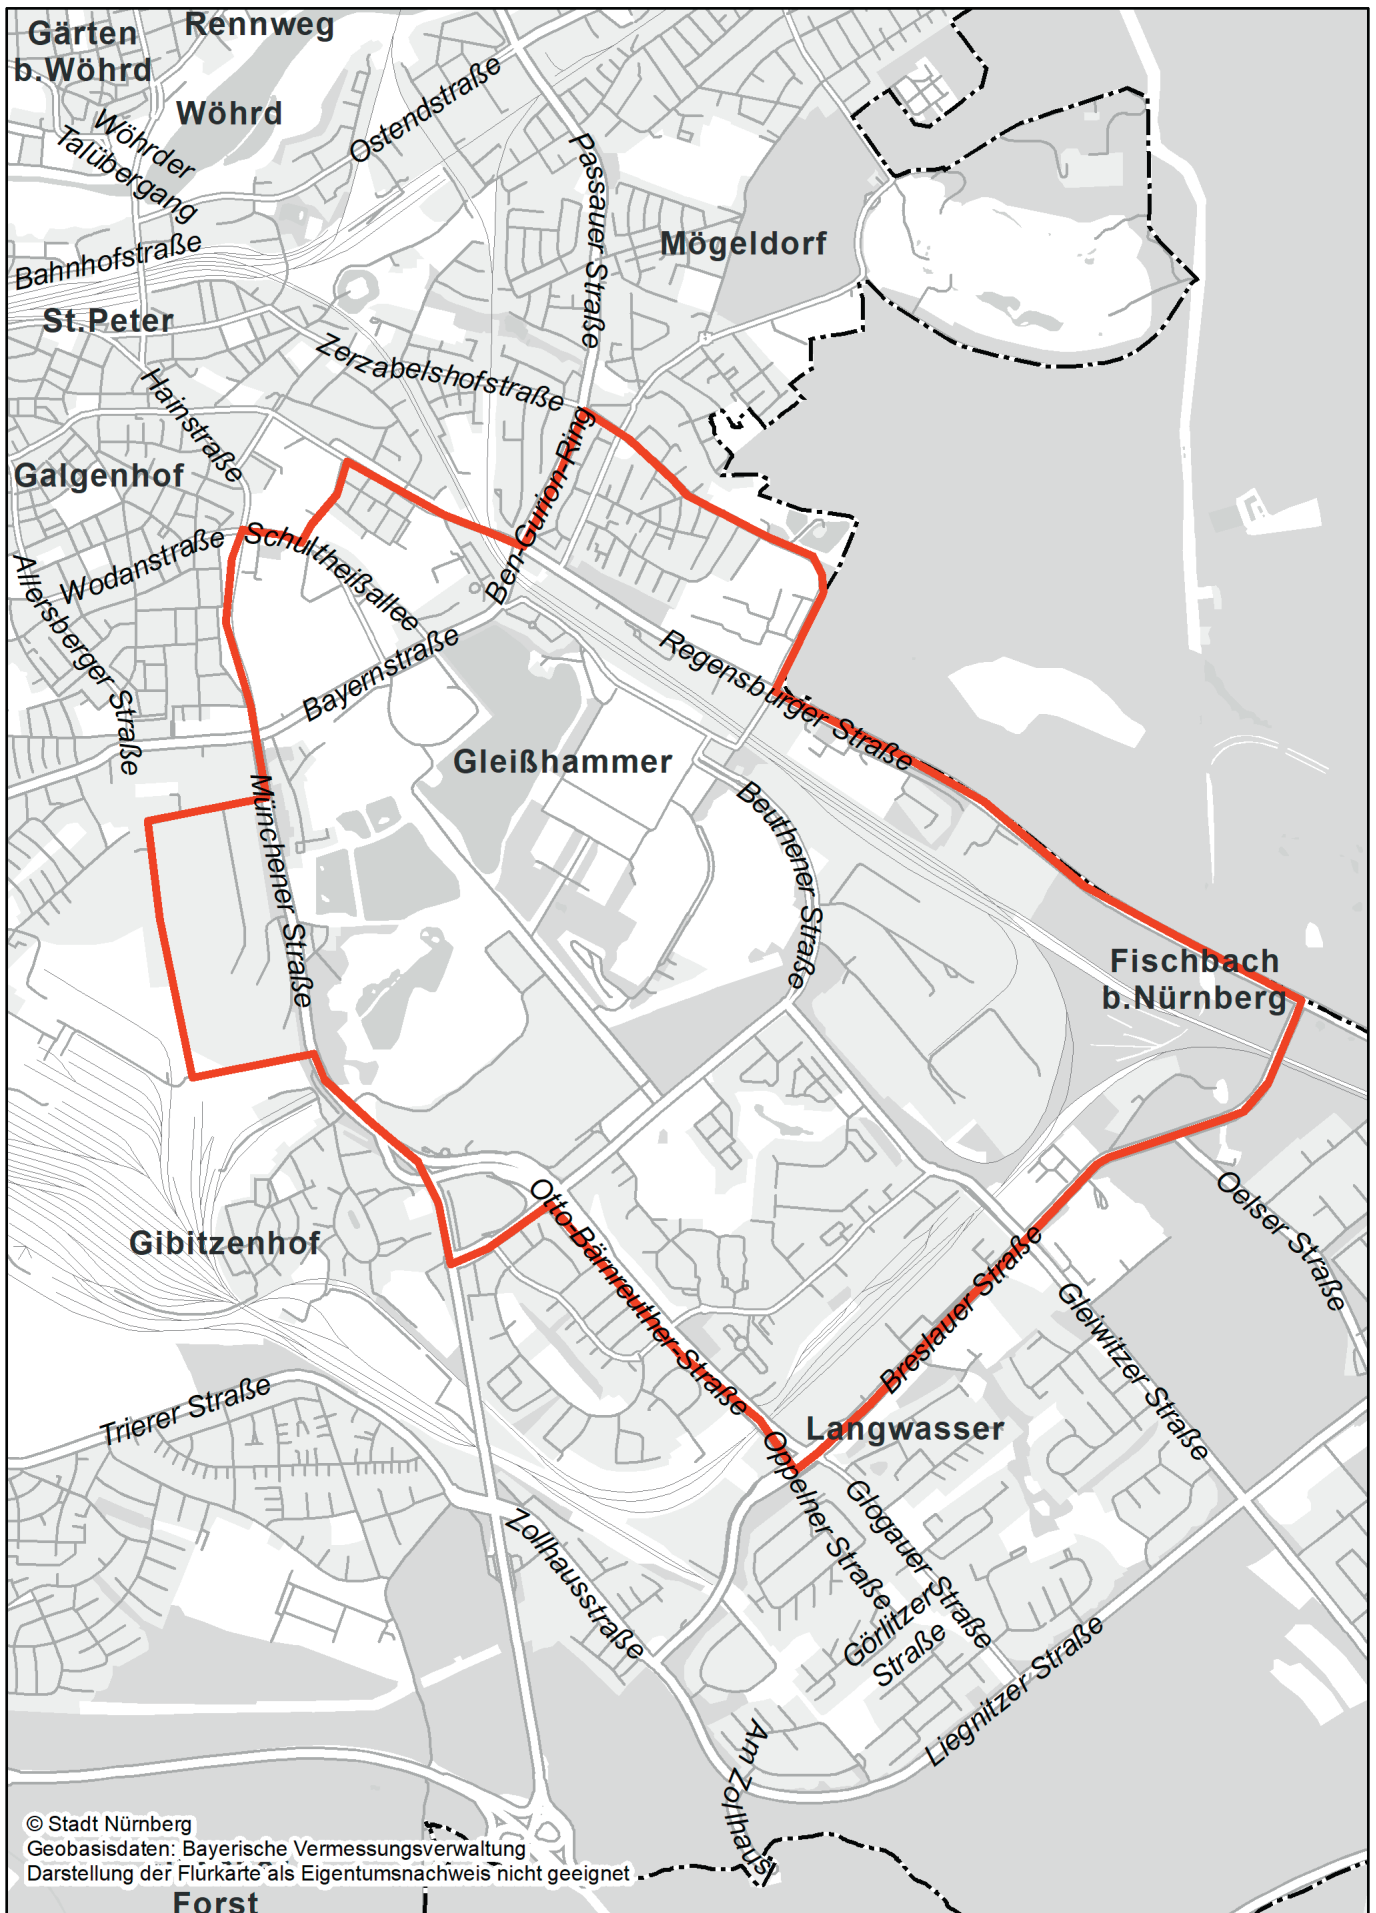 Gärten
b.Wöhrd
Rennweg
Wöhrd
Wöhrder
Talübergang
Ostendstraße
Passauer Straße
Bahnhofstraße
Mögeldorf
St.Peter
Zerzabelshofstraße
Hainstraße
Galgenhof
Ben-Gurion-Ring
Wodanstraße
Schultheißallee
Allersberger Straße
Bayernstraße
Regensburger Straße
Gleißhammer
Münchener Straße
Beuthener Straße
Fischbach
b.Nürnberg
Otto-Bärnreuther-Straße
Oelser Straße
Gibitzenhof
Breslauer Straße
Gleiwitzer Straße
Trierer Straße
Langwasser
Oppelner Straße
Glogauer Straße
Zollhausstraße
Görlitzer
Straße
Liegnitzer Straße
Am Zollhaus
© Stadt Nürnberg
Geobasisdaten: Bayerische Vermessungsverwaltung
Darstellung der Flurkarte als Eigentumsnachweis nicht geeignet
Forst